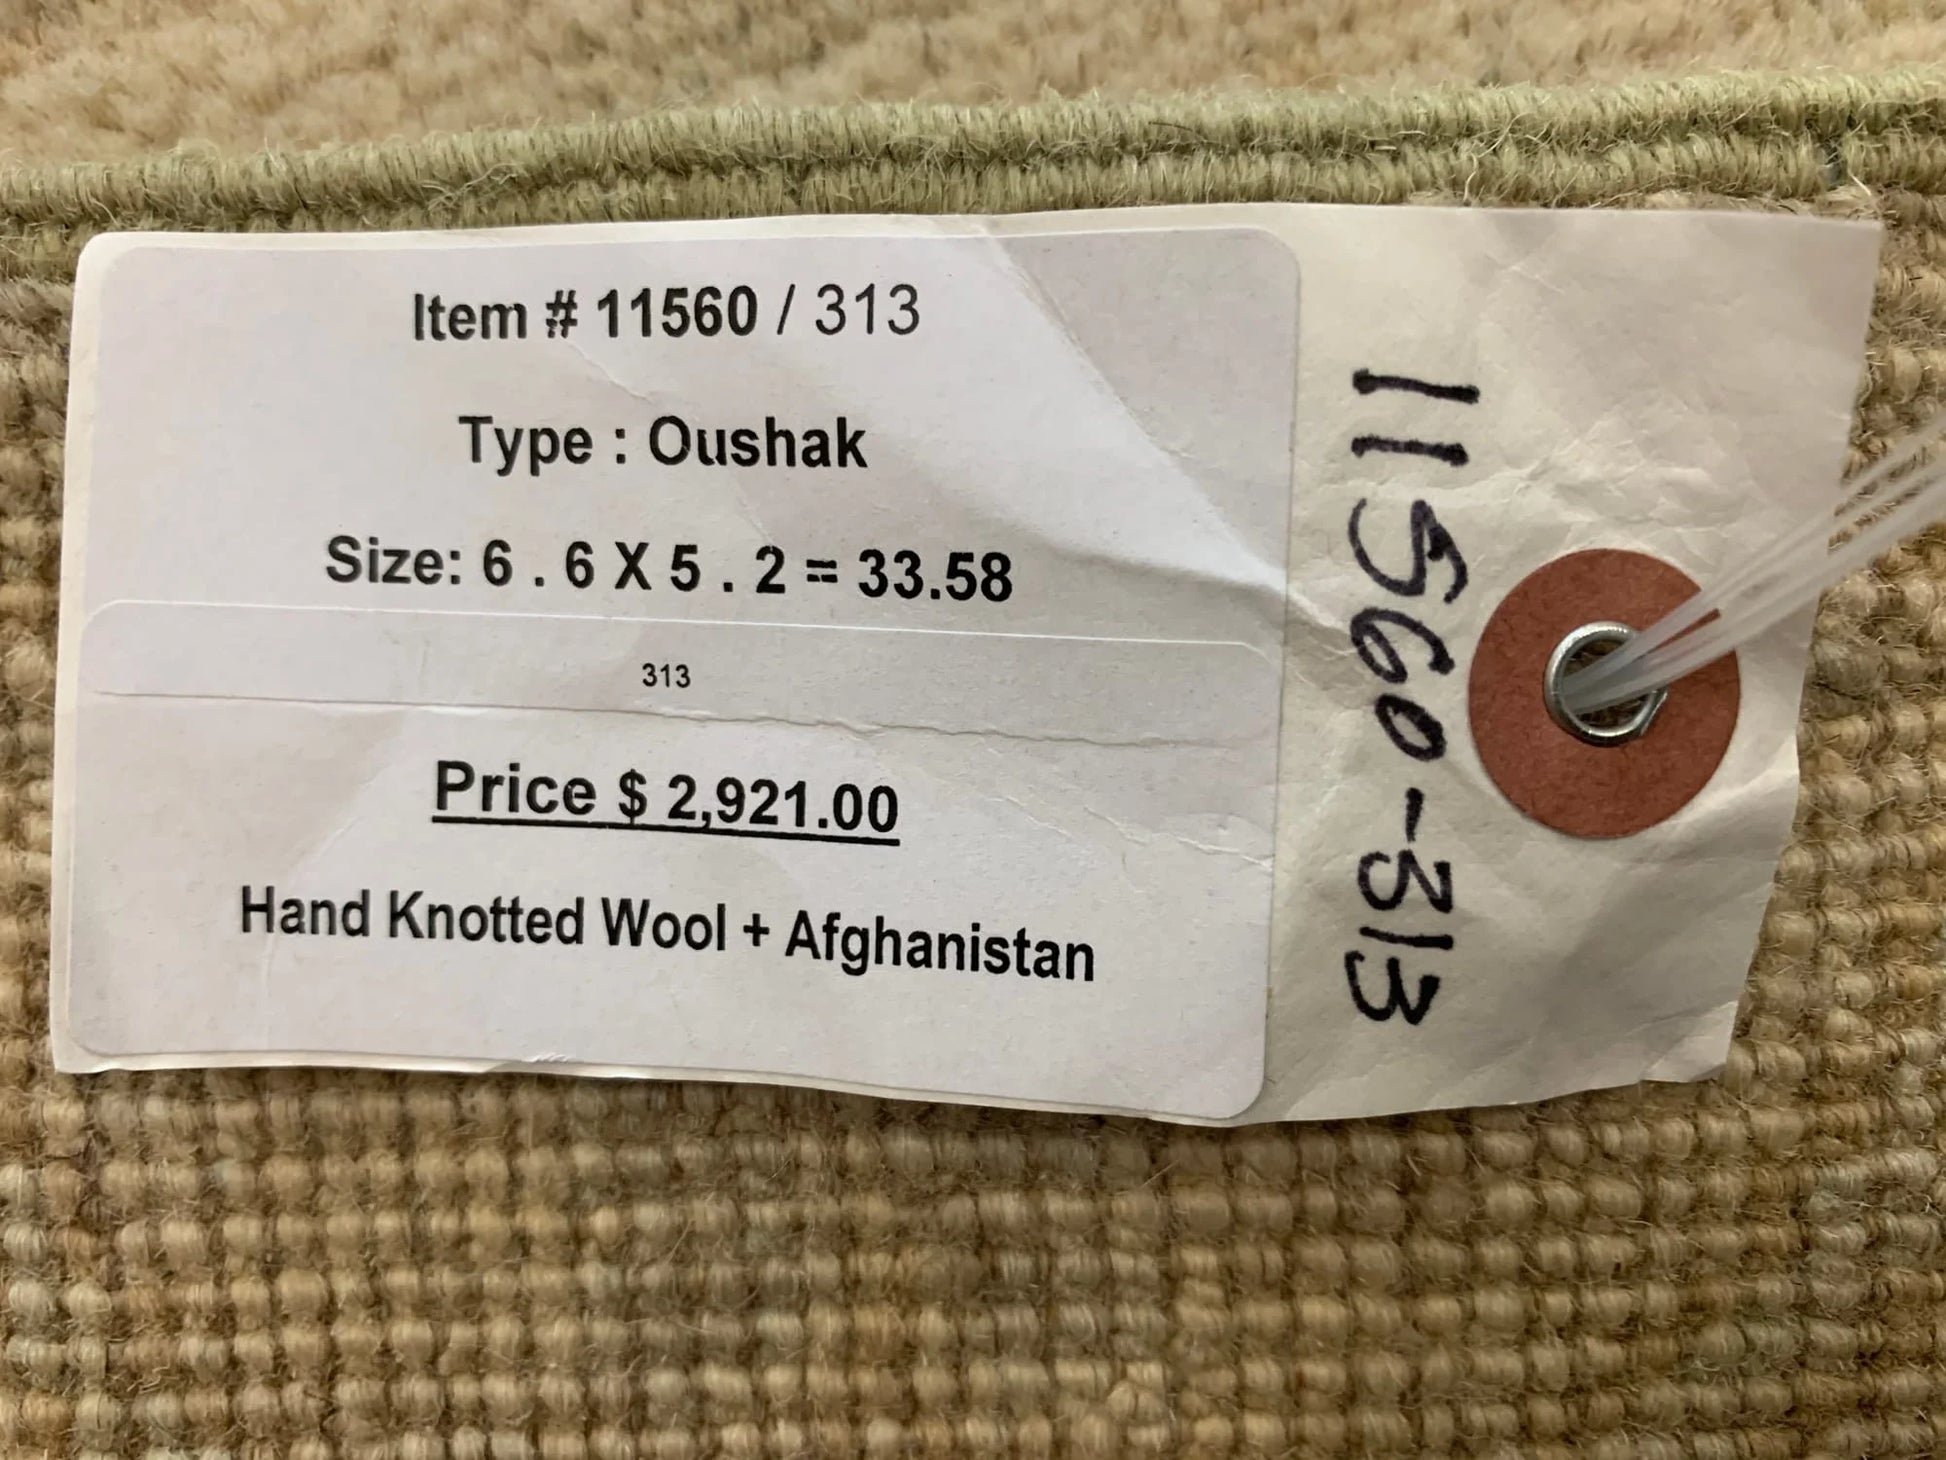 Item # 11560 / 313
Type : Oushak
Size: 6 . 6 X 5 . 2 = 33.58
313
Price $ 2,921.00
Hand Knotted Wool + Afghanistan
11560-313